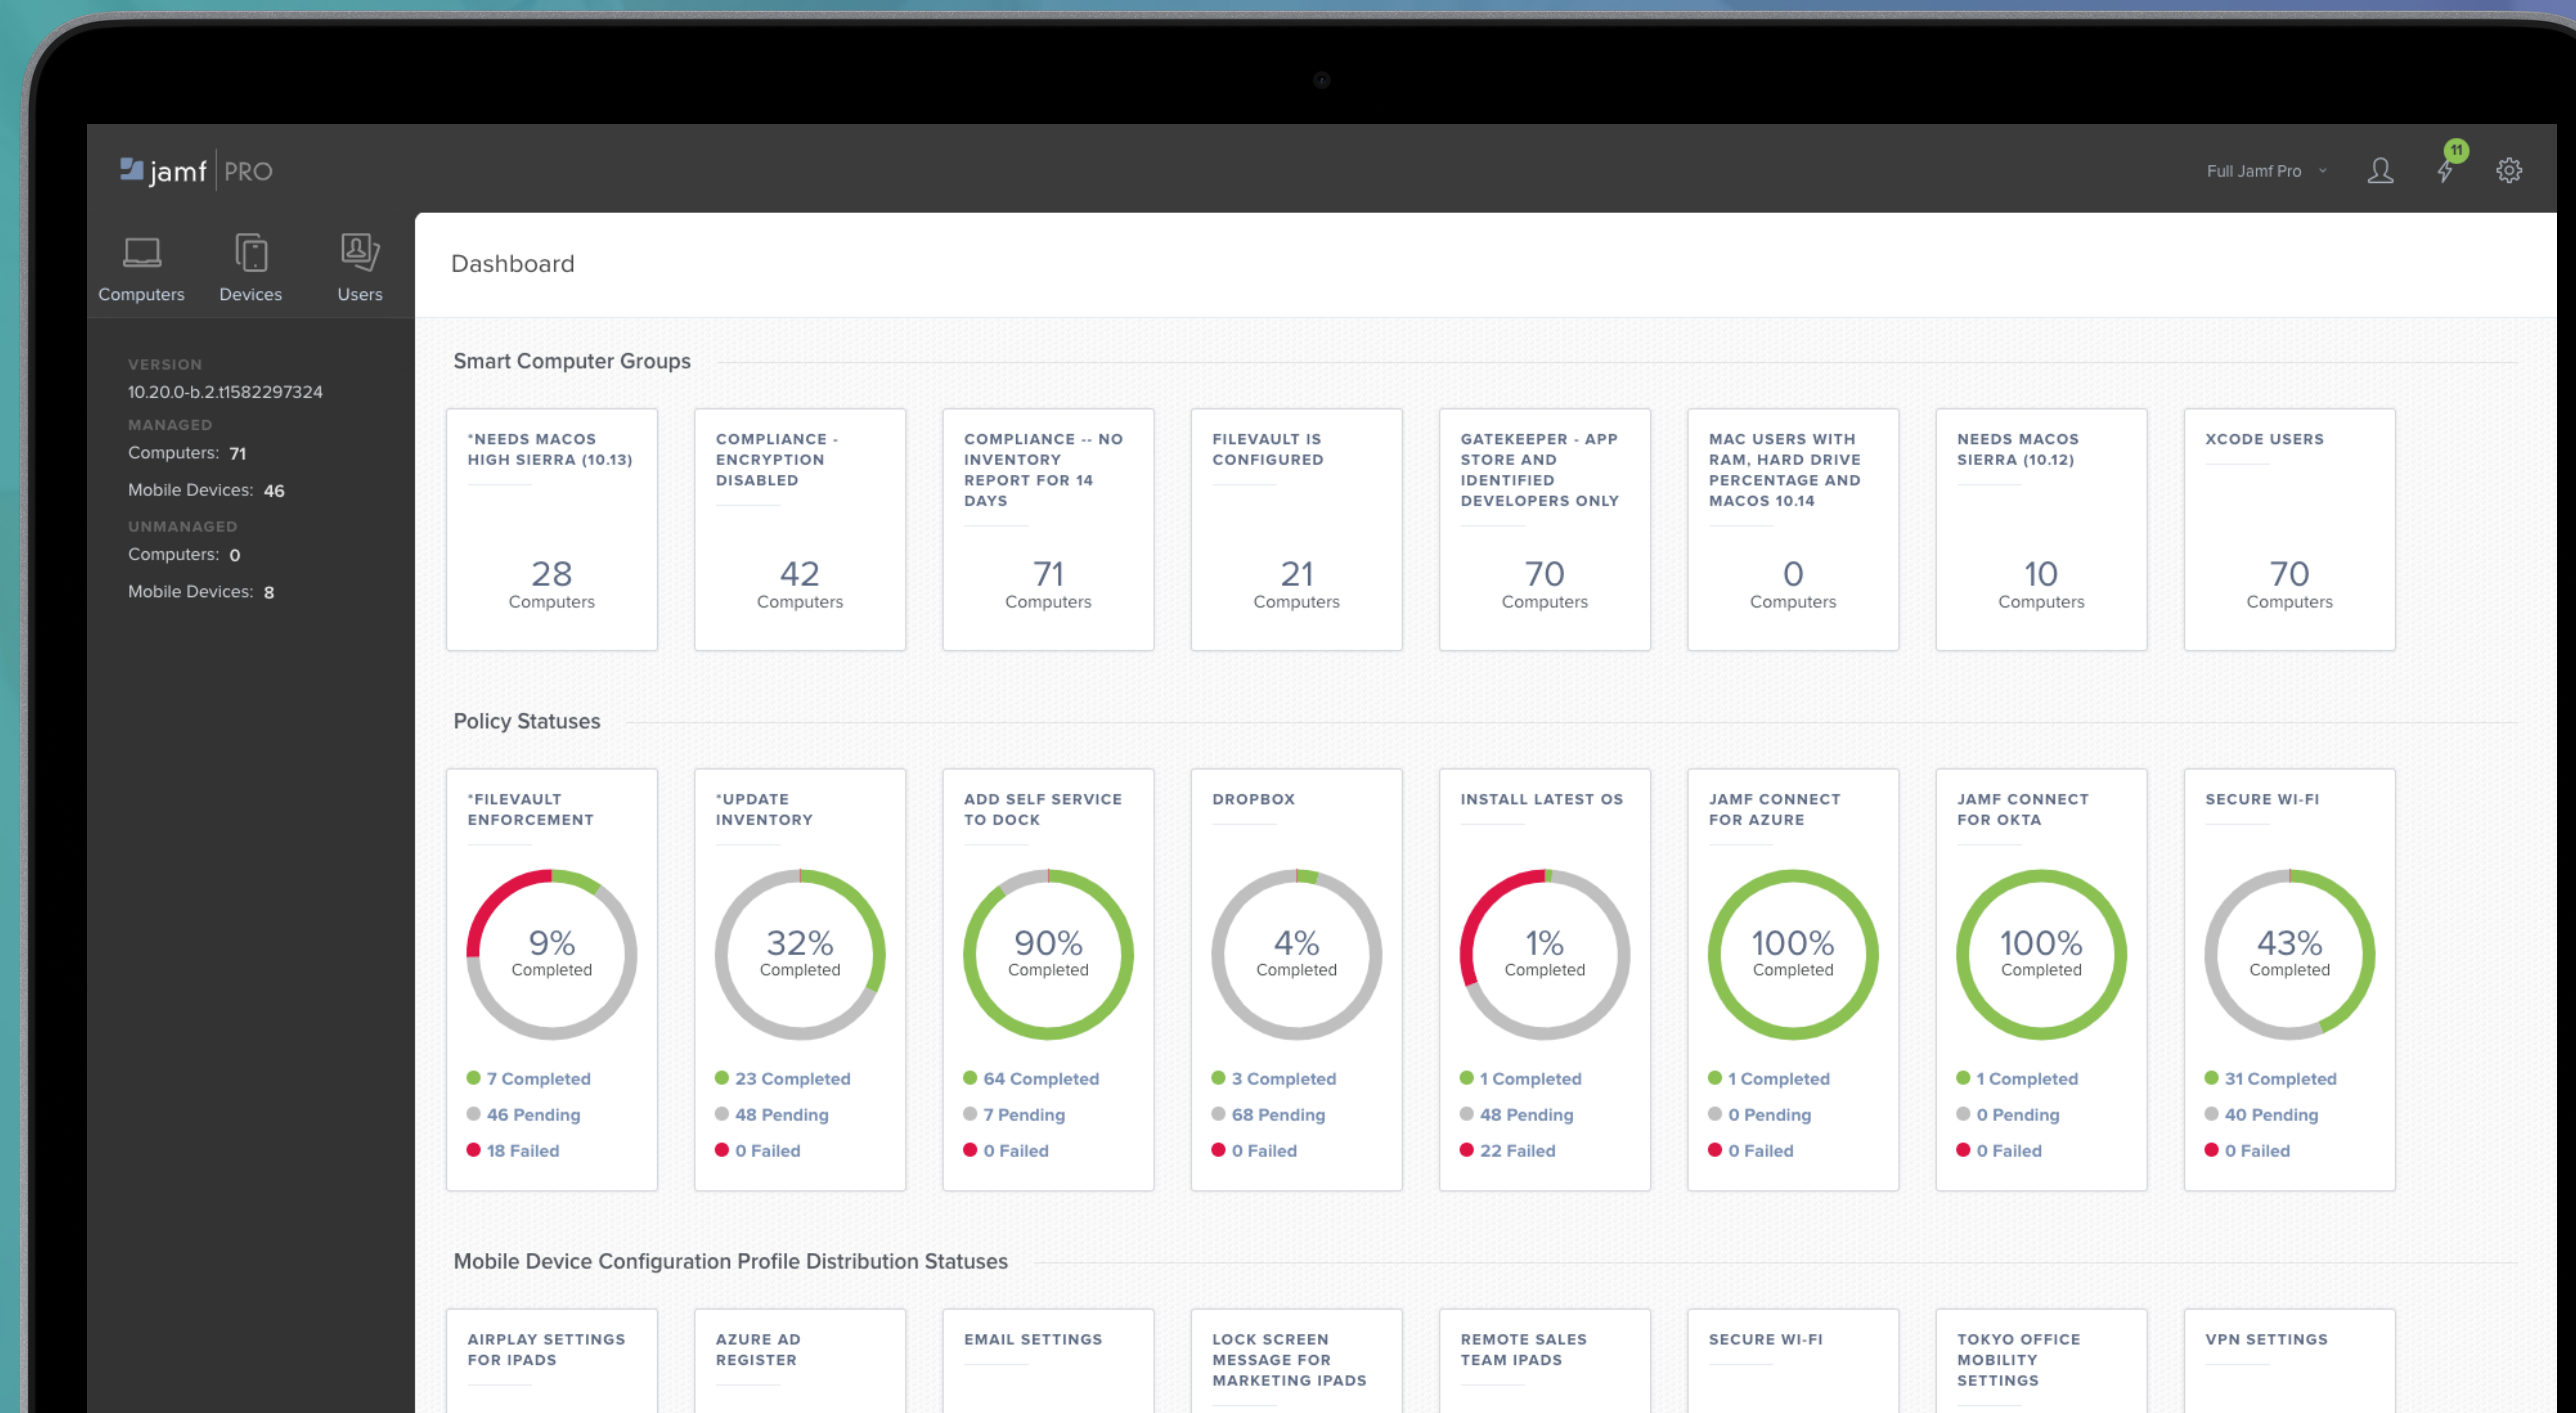 jamf PRO
Full Jamf Pro
11
Computers Devices Users
VERSION
10.20.0-b.2.t1582297324
MANAGED
Computers: 71
Mobile Devices: 46
UNMANAGED
Computers: 0
Mobile Devices: 8
Dashboard
Smart Computer Groups
*NEEDS MACOS
HIGH SIERRA (10.13)
28
Computers
COMPLIANCE -
ENCRYPTION
DISABLED
42
Computers
COMPLIANCE -- NO
INVENTORY
REPORT FOR 14
DAYS
71
Computers
FILEVAULT IS
CONFIGURED
21
Computers
GATEKEEPER - APP
STORE AND
IDENTIFIED
DEVELOPERS ONLY
70
Computers
MAC USERS WITH
RAM, HARD DRIVE
PERCENTAGE AND
MACOS 10.14
0
Computers
NEEDS MACOS
SIERRA (10.12)
10
Computers
XCODE USERS
70
Computers
Policy Statuses
*FILEVAULT
ENFORCEMENT
9%
Completed
7 Completed
46 Pending
18 Failed
*UPDATE
INVENTORY
32%
Completed
23 Completed
48 Pending
0 Failed
ADD SELF SERVICE
TO DOCK
90%
Completed
64 Completed
7 Pending
0 Failed
DROPBOX
4%
Completed
3 Completed
68 Pending
0 Failed
INSTALL LATEST OS
1%
Completed
1 Completed
48 Pending
22 Failed
JAMF CONNECT
FOR AZURE
100%
Completed
1 Completed
0 Pending
0 Failed
JAMF CONNECT
FOR OKTA
100%
Completed
1 Completed
0 Pending
0 Failed
SECURE WI-FI
43%
Completed
31 Completed
40 Pending
0 Failed
Mobile Device Configuration Profile Distribution Statuses
AIRPLAY SETTINGS
FOR IPADS
AZURE AD
REGISTER
EMAIL SETTINGS
LOCK SCREEN
MESSAGE FOR
MARKETING IPADS
REMOTE SALES
TEAM IPADS
SECURE WI-FI
TOKYO OFFICE
MOBILITY
SETTINGS
VPN SETTINGS